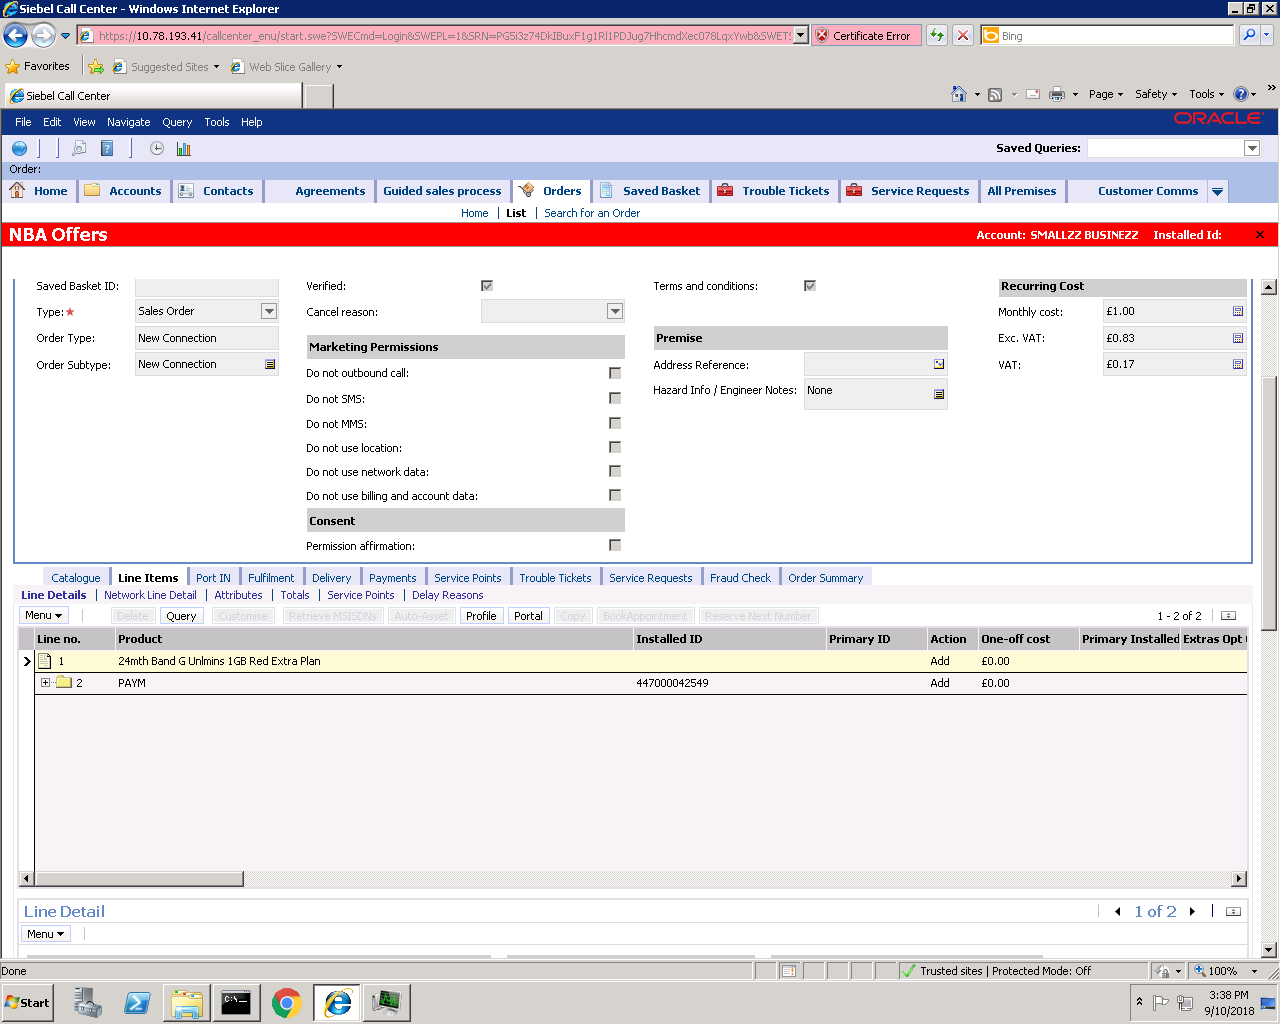 Siebel Call Center - Windows Internet Explorer
https://10.78.193.41/callcenter_enu/start.swe?SWECmd=Login&SWEPL=1&SRN=
Certificate Error
Bing
Favorites
Suggested Sites
Web Slice Gallery
Siebel Call Center
Page
Safety
Tools
»
File Edit View Navigate Query Tools Help
ORACLE
Saved Queries:
Order:
Home
Accounts
Contacts
Agreements
Guided sales process
Orders
Saved Basket
Trouble Tickets
Service Requests
All Premises
Customer Comms
Home | List | Search for an Order
NBA Offers
Account: SMALLZZ BUSINEZZ Installed Id:
Saved Basket ID:
Verified:
Terms and conditions:
Recurring Cost
Type:★ Sales Order
Cancel reason:
Monthly cost: £1.00
Order Type: New Connection
Marketing Permissions
Premise
Exc. VAT: £0.83
Order Subtype: New Connection
Do not outbound call:
Address Reference:
VAT: £0.17
Do not SMS:
Hazard Info / Engineer Notes: None
Do not MMS:
Do not use location:
Do not use network data:
Do not use billing and account data:
Consent
Permission affirmation:
Catalogue
Line Items
Port IN
Fulfilment
Delivery
Payments
Service Points
Trouble Tickets
Service Requests
Fraud Check
Order Summary
Line Details | Network Line Detail | Attributes | Totals | Service Points | Delay Reasons
Menu
Delete
Query
Customise
Retrieve MSISDNs
Auto-Asset
Profile
Portal
Copy
BookAppointment
Reserve Next Number
1 - 2 of 2
Line no. Product Installed ID Primary ID Action One-off cost Primary Installed Extras Opt
1 24mth Band G Unlmins 1GB Red Extra Plan Add £0.00
2 PAYM 447000042549 Add £0.00
Line Detail
1 of 2
Menu
Done
Trusted sites | Protected Mode: Off
100%
Start
3:38 PM
9/10/2018